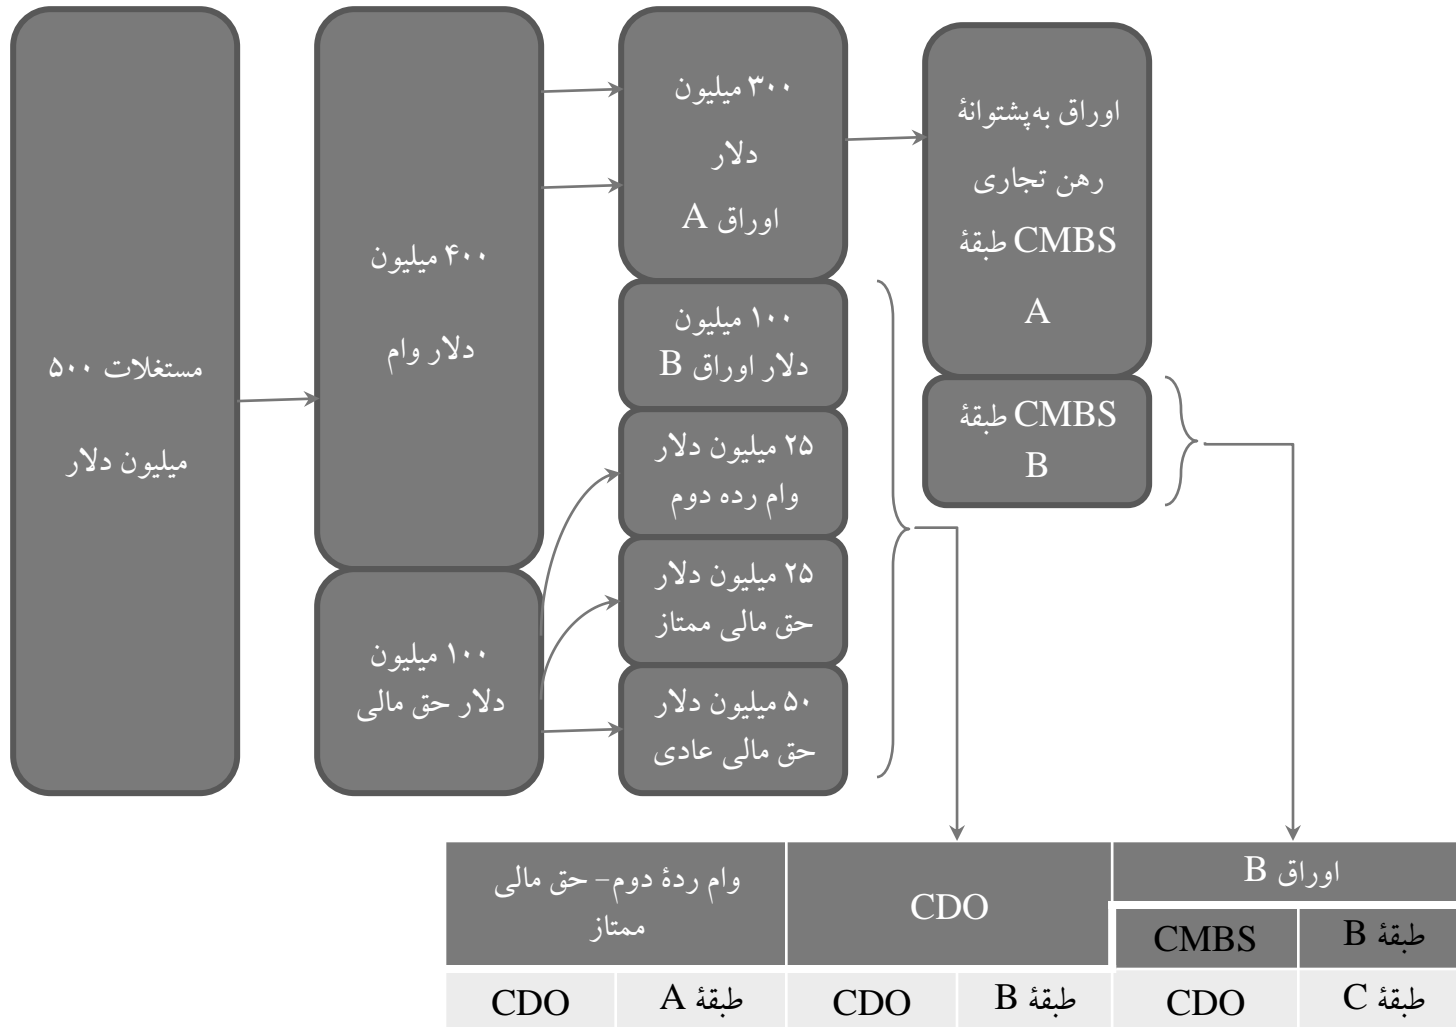 مستغلات ۵۰۰
میلیون دلار
۴۰۰ میلیون
دلار وام
۱۰۰ میلیون
دلار حق مالی
۳۰۰ میلیون
دلار
اوراق A
۱۰۰ میلیون
دلار اوراق B
۲۵ میلیون دلار
وام رده دوم
۲۵ میلیون دلار
حق مالی ممتاز
۵۰ میلیون دلار
حق مالی عادی
اوراق به‌پشتوانۀ
رهن تجاری
CMBS طبقۀ
A
CMBS طبقۀ
B
وام ردۀ دوم– حق مالی
ممتاز
CDO
اوراق B
CMBS
طبقۀ B
CDO
طبقۀ A
CDO
طبقۀ B
CDO
طبقۀ C